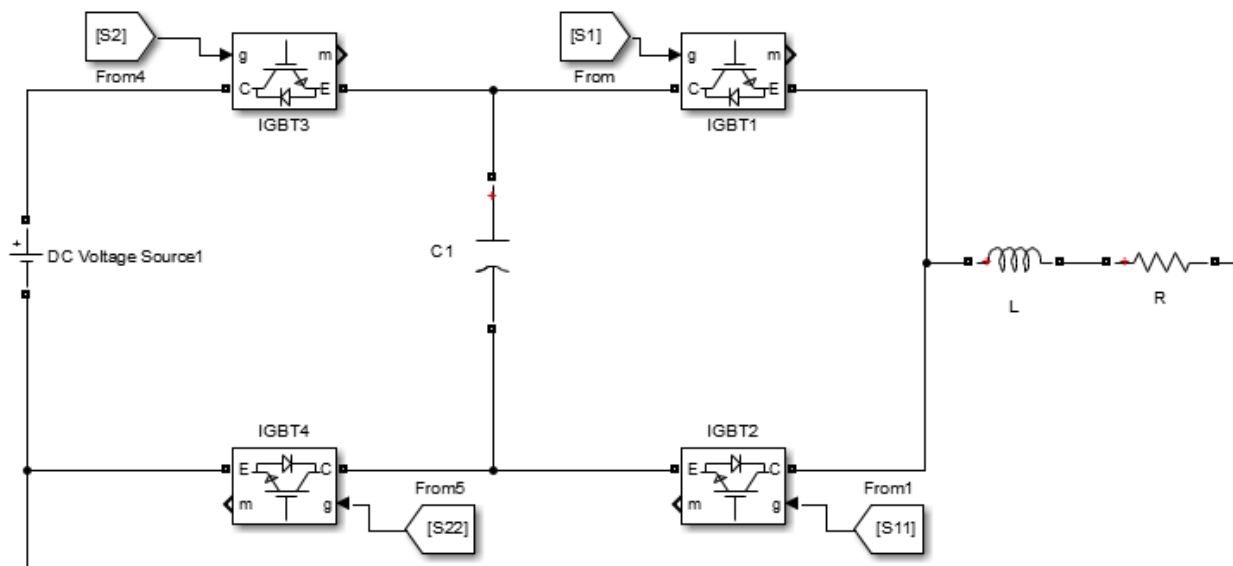 [S2]
[S1]
g
m
g
m
From4
From
C
E
C
E
IGBT3
IGBT1
+
DC Voltage Source1
C1
L
R
IGBT4
IGBT2
E
C
From5
E
C
From1
m
g
m
g
[S22]
[S11]